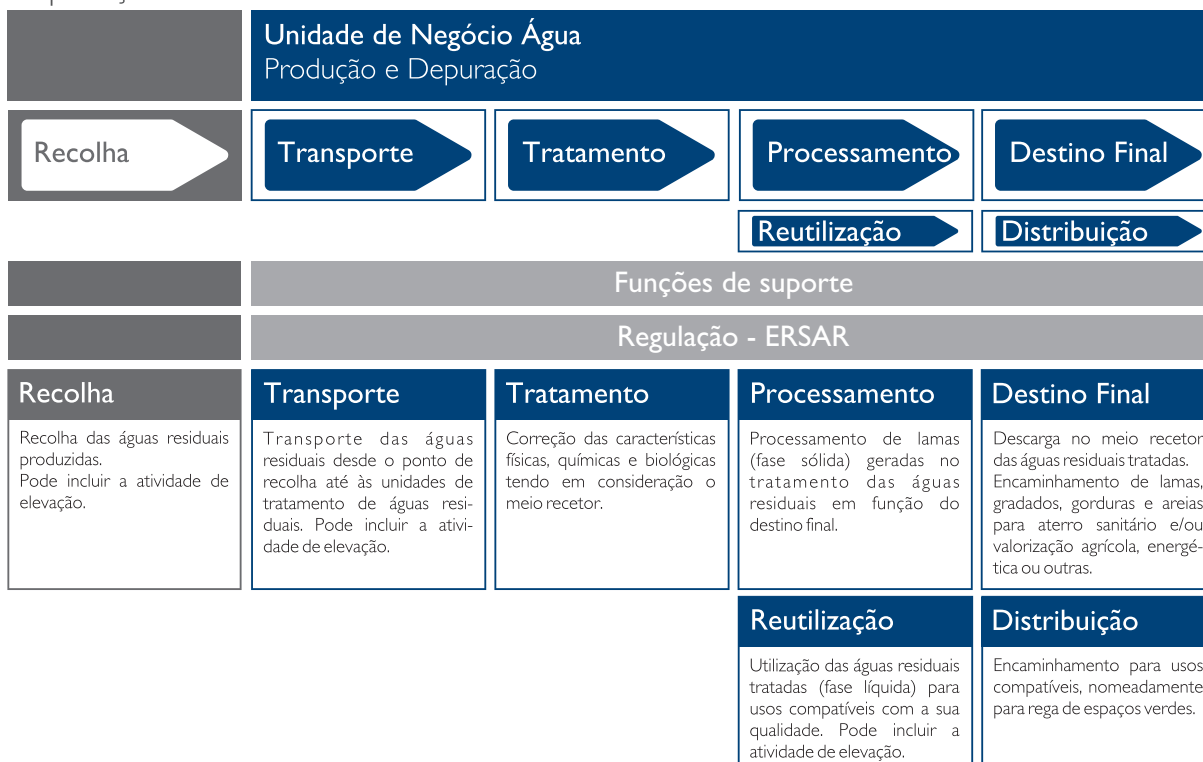 Unidade de Negócio Água
Produção e Depuração
Recolha
Transporte
Tratamento
Processamento
Destino Final
Reutilização
Distribuição
Funções de suporte
Regulação - ERSAR
Recolha
Recolha das águas residuais
produzidas.
Pode incluir a atividade de
elevação.
Transporte
Transporte das águas
residuais desde o ponto de
recolha até às unidades de
tratamento de águas resi-
duais. Pode incluir a ativi-
dade de elevação.
Tratamento
Correção das características
físicas, químicas e biológicas
tendo em consideração o
meio recetor.
Processamento
Processamento de lamas
(fase sólida) geradas no
tratamento das águas
residuais em função do
destino final.
Destino Final
Descarga no meio recetor
das águas residuais tratadas.
Encaminhamento de lamas,
gradados, gorduras e areias
para aterro sanitário e/ou
valorização agrícola, energé-
tica ou outras.
Reutilização
Utilização das águas residuais
tratadas (fase líquida) para
usos compatíveis com a sua
qualidade. Pode incluir a
atividade de elevação.
Distribuição
Encaminhamento para usos
compatíveis, nomeadamente
para rega de espaços verdes.